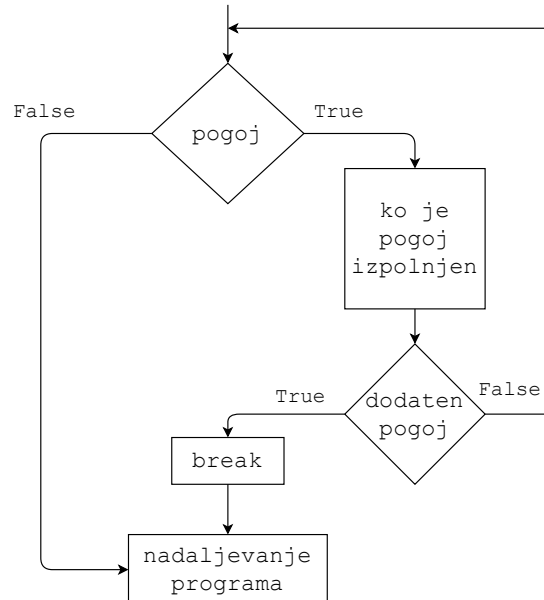 False
True
pogoj
ko je
pogoj
izpolnjen
True
dodaten
pogoj
False
break
nadaljevanje
programa